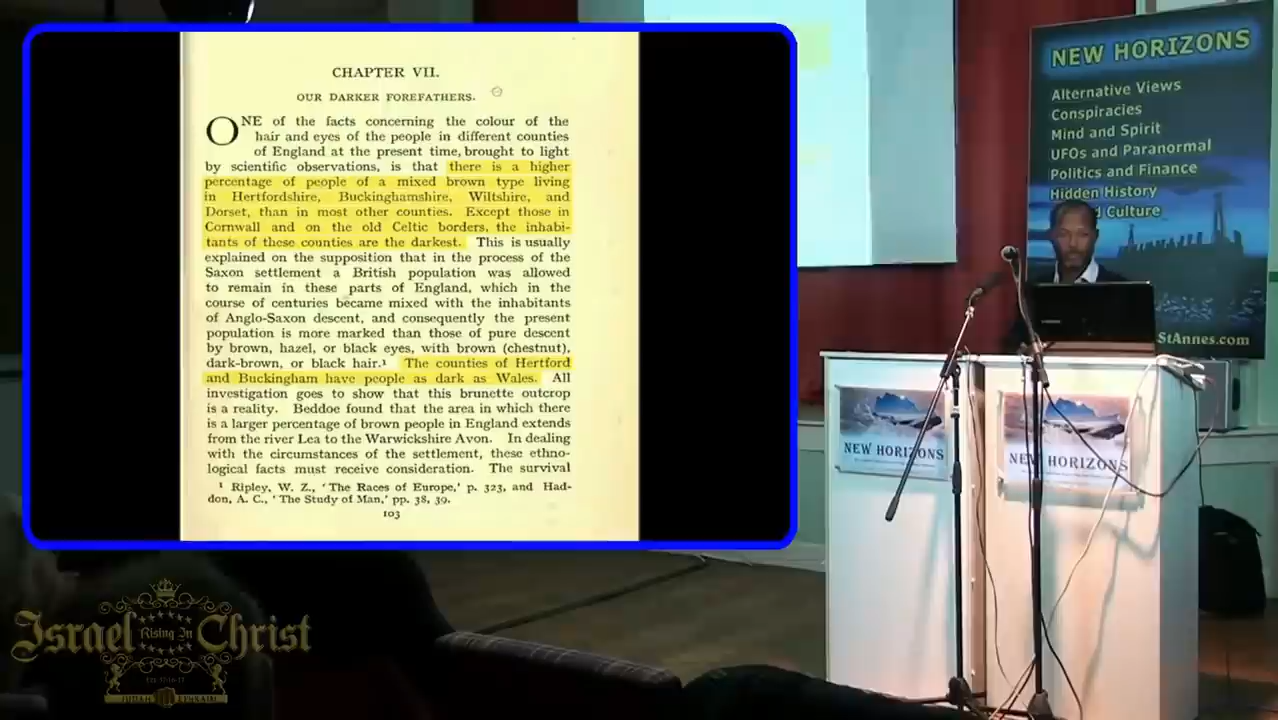 CHAPTER VII.
OUR DARKER FOREFATHERS.
ONE of the facts concerning the colour of the
hair and eyes of the people in different counties
of England at the present time, brought to light
by scientific observations, is that there is a higher
percentage of people of a mixed brown type living
in Hertfordshire, Buckinghamshire, Wiltshire, and
Dorset, than in most other counties. Except those in
Cornwall and on the old Celtic borders, the inhabi-
tants of these counties are the darkest. This is usually
explained on the supposition that in the process of the
Saxon settlement a British population was allowed
to remain in these parts of England, which in the
course of centuries became mixed with the inhabitants
of Anglo-Saxon descent, and consequently the present
population is more marked than those of pure descent
by brown, hazel, or black eyes, with brown (chestnut),
dark-brown, or black hair.¹ The counties of Hertford
and Buckingham have people as dark as Wales. All
investigation goes to show that this brunette outcrop
is a reality. Beddoe found that the area in which there
is a larger percentage of brown people in England extends
from the river Lea to the Warwickshire Avon. In dealing
with the circumstances of the settlement, these ethno-
logical facts must receive consideration. The survival
¹ Ripley, W. Z., 'The Races of Europe,' p. 323, and Had-
don, A. C., 'The Study of Man,' pp. 38, 39.
103
NEW HORIZONS
Alternative Views
Conspiracies
Mind and Spirit
UFOs and Paranormal
Politics and Finance
Hidden History
d Culture
StAnnes.com
NEW HORIZONS
NEW HORIZONS
Israel Rising In Christ
JUDAH EPHRAIM